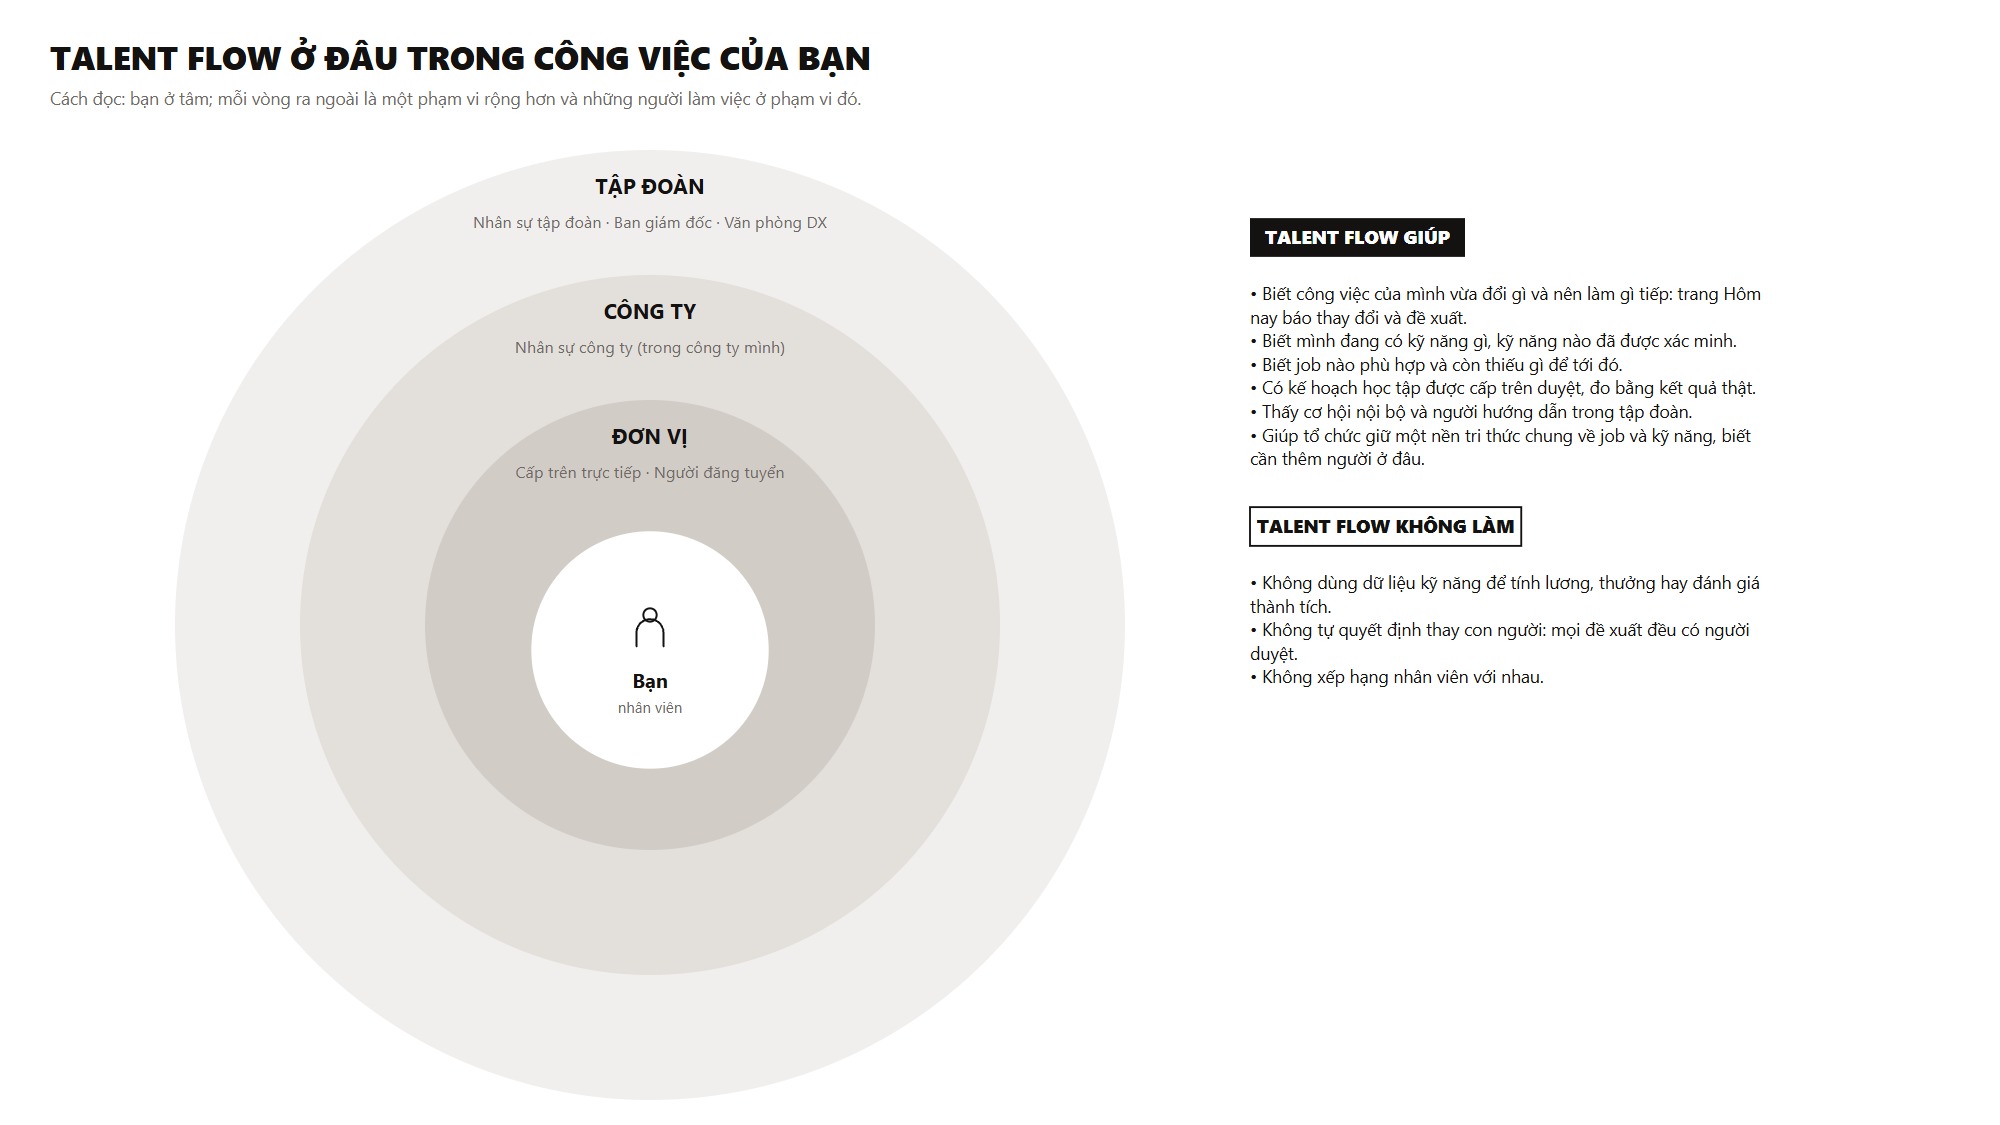 TALENT FLOW Ở ĐÂU TRONG CÔNG VIỆC CỦA BẠN
Cách đọc: bạn ở tâm; mỗi vòng ra ngoài là một phạm vi rộng hơn và những người làm việc ở phạm vi đó.
TẬP ĐOÀN
Nhân sự tập đoàn · Ban giám đốc · Văn phòng DX
CÔNG TY
Nhân sự công ty (trong công ty mình)
ĐƠN VỊ
Cấp trên trực tiếp · Người đăng tuyển
Bạn
nhân viên
TALENT FLOW GIÚP
• Biết công việc của mình vừa đổi gì và nên làm gì tiếp: trang Hôm
nay báo thay đổi và đề xuất.
• Biết mình đang có kỹ năng gì, kỹ năng nào đã được xác minh.
• Biết job nào phù hợp và còn thiếu gì để tới đó.
• Có kế hoạch học tập được cấp trên duyệt, đo bằng kết quả thật.
• Thấy cơ hội nội bộ và người hướng dẫn trong tập đoàn.
• Giúp tổ chức giữ một nền tri thức chung về job và kỹ năng, biết
cần thêm người ở đâu.
TALENT FLOW KHÔNG LÀM
• Không dùng dữ liệu kỹ năng để tính lương, thưởng hay đánh giá
thành tích.
• Không tự quyết định thay con người: mọi đề xuất đều có người
duyệt.
• Không xếp hạng nhân viên với nhau.